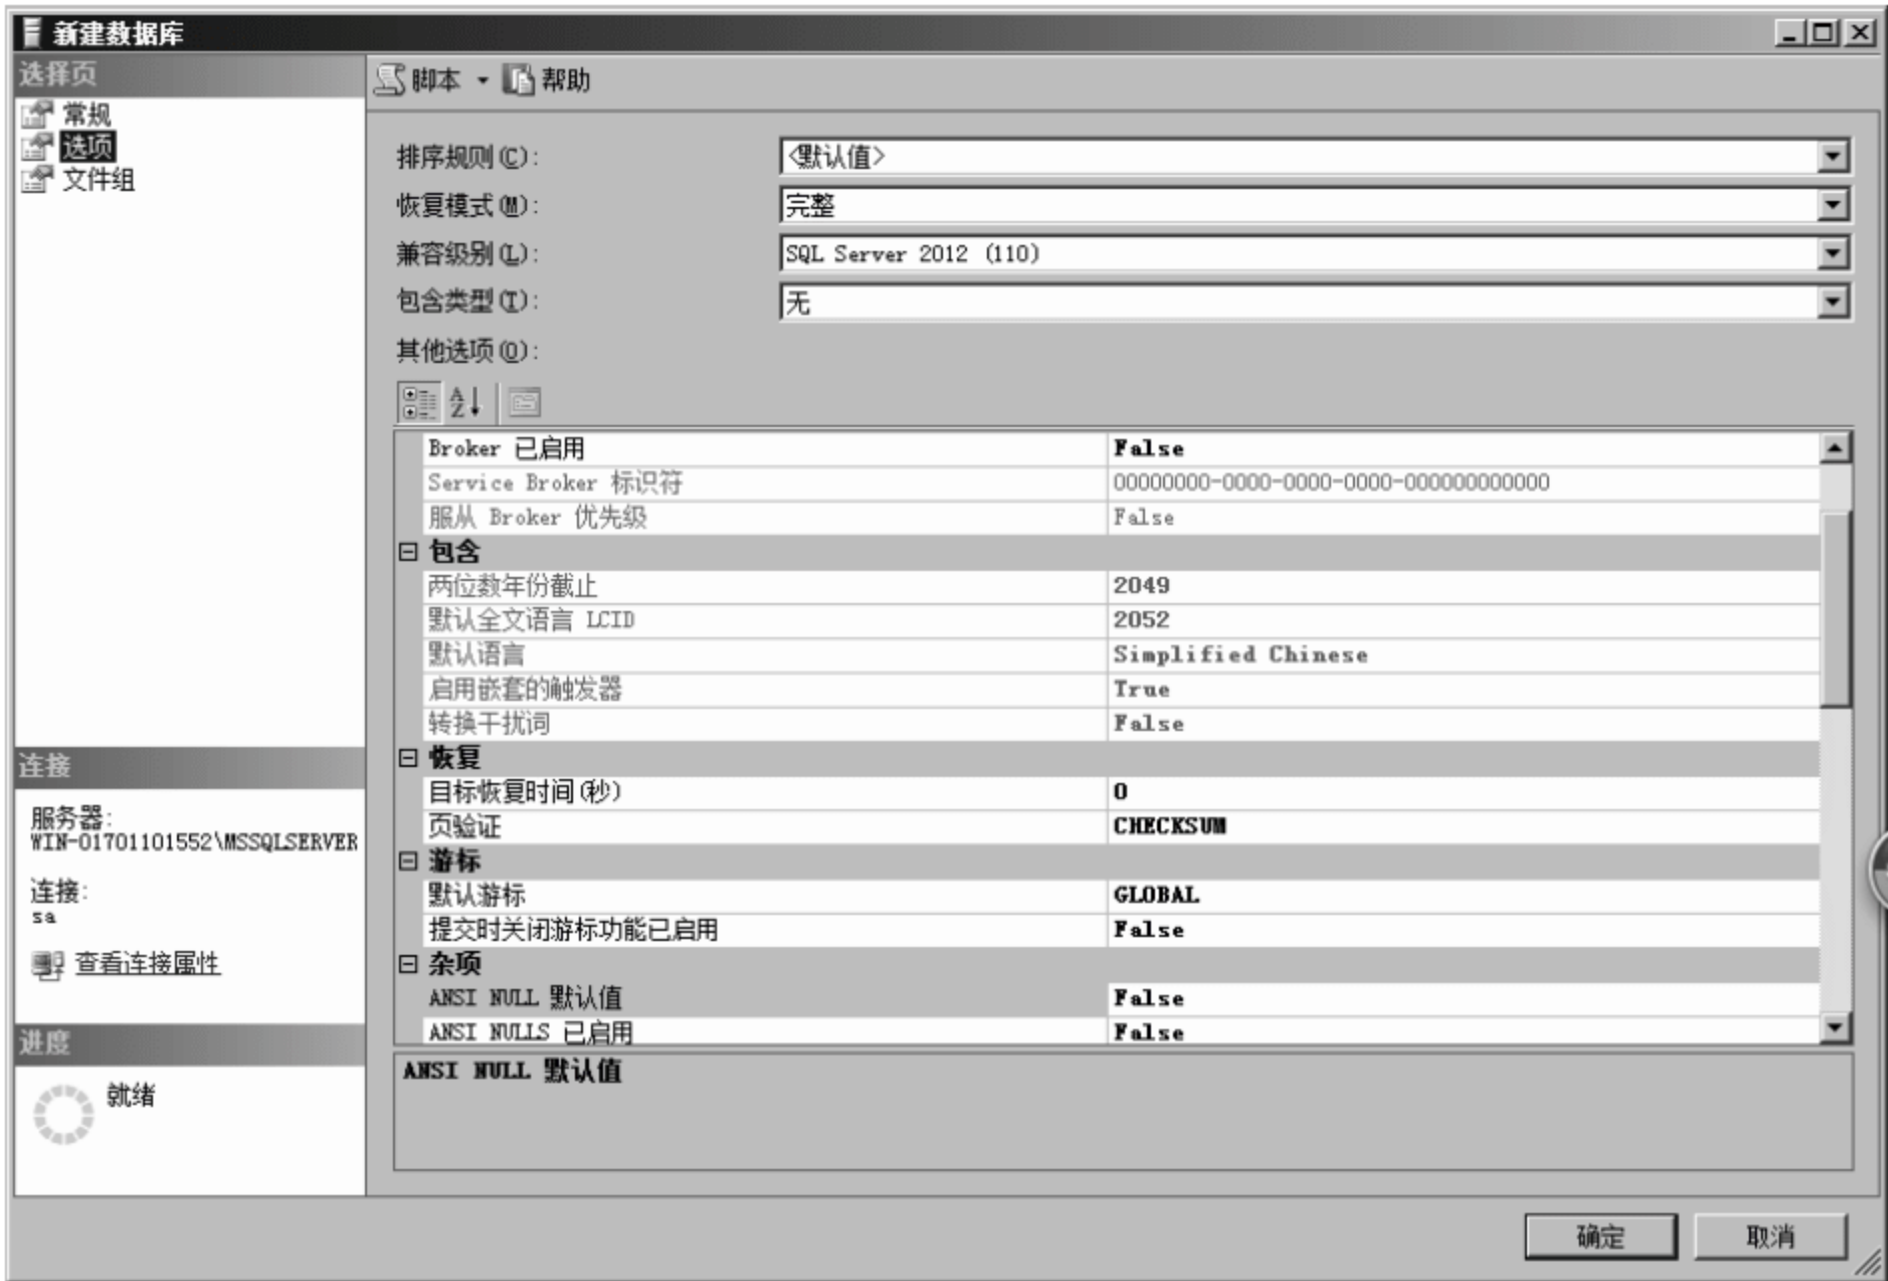 新建数据库
选择页
常规
选项
文件组
脚本 帮助
排序规则(C): <默认值>
恢复模式(M): 完整
兼容级别(L): SQL Server 2012 (110)
包含类型(T): 无
其他选项(O):
Broker 已启用 False
Service Broker 标识符 00000000-0000-0000-0000-000000000000
服从 Broker 优先级 False
包含
两位数年份截止 2049
默认全文语言 LCID 2052
默认语言 Simplified Chinese
启用嵌套的触发器 True
转换干扰词 False
恢复
目标恢复时间(秒) 0
页验证 CHECKSUM
游标
默认游标 GLOBAL
提交时关闭游标功能已启用 False
杂项
ANSI NULL 默认值 False
ANSI NULLS 已启用 False
ANSI NULL 默认值
连接
服务器:
WIN-01701101552\MSSQLSERVER
连接:
sa
查看连接属性
进度
就绪
确定 取消